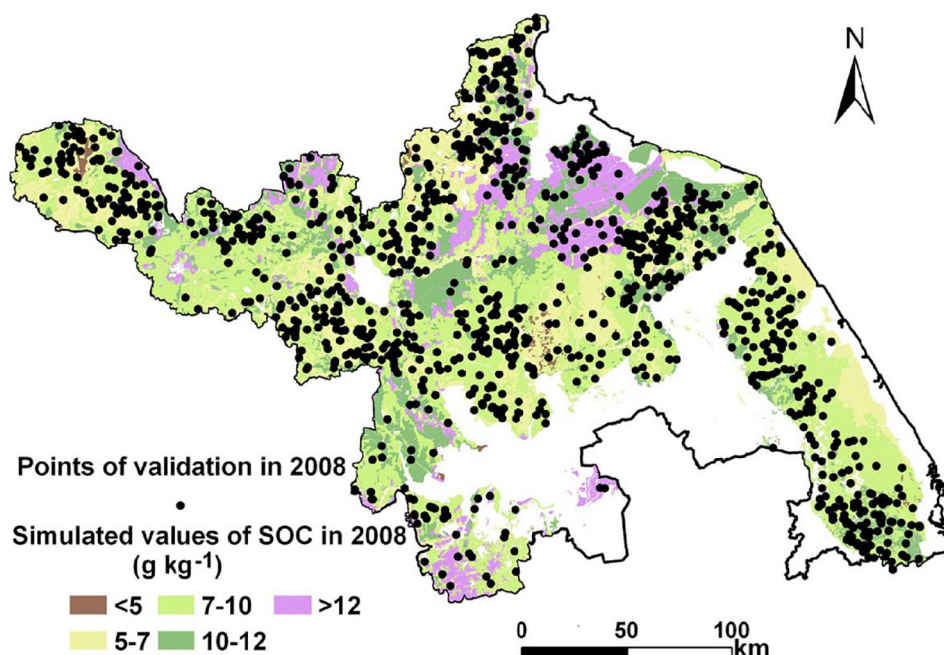 N
Points of validation in 2008
Simulated values of SOC in 2008
(g kg-1)
<5 7-10 >12
5-7 10-12
0 50 100
km